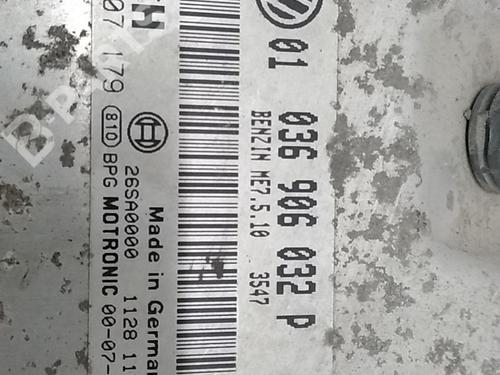 01
036 906 032 P
BENZIN ME7.5.10 3547
07 179
26SA0000 1128 11
Made in German
81D BPG MOTRONIC 00-07-